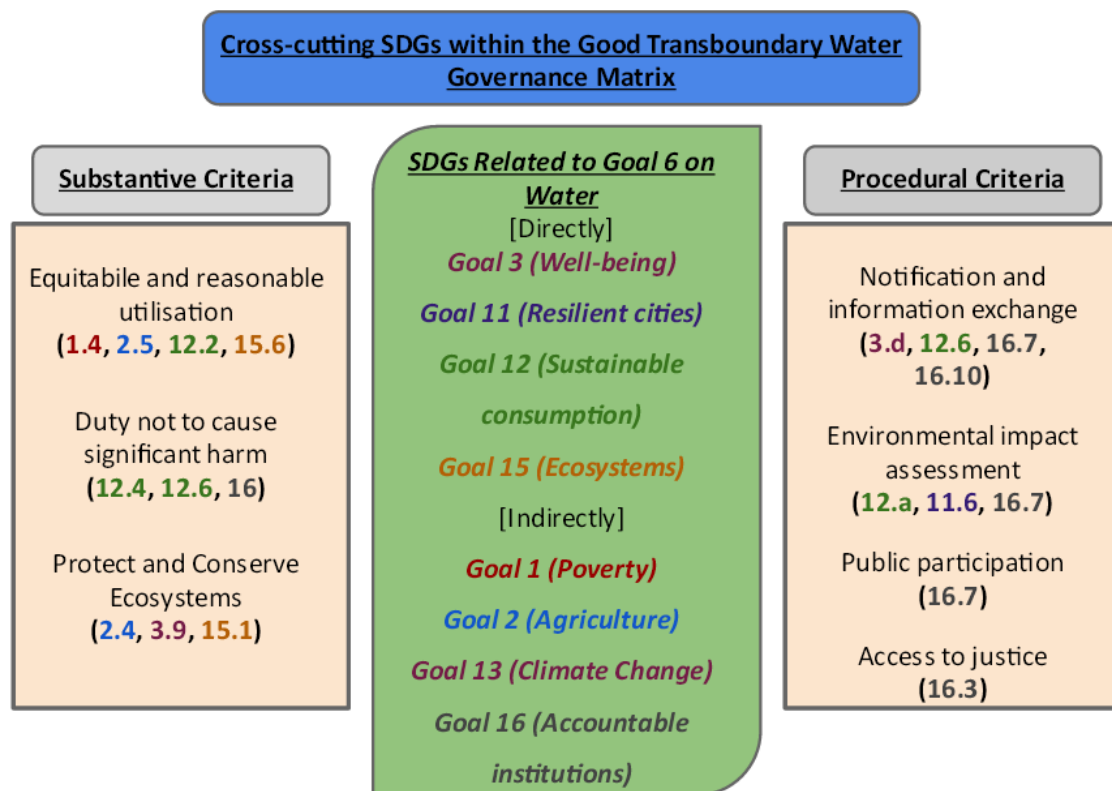 Cross-cutting SDGs within the Good Transboundary Water
Governance Matrix
Substantive Criteria
Equitabile and reasonable
utilisation
(1.4, 2.5, 12.2, 15.6)
Duty not to cause
significant harm
(12.4, 12.6, 16)
Protect and Conserve
Ecosystems
(2.4, 3.9, 15.1)
SDGs Related to Goal 6 on
Water
[Directly]
Goal 3 (Well-being)
Goal 11 (Resilient cities)
Goal 12 (Sustainable
consumption)
Goal 15 (Ecosystems)
[Indirectly]
Goal 1 (Poverty)
Goal 2 (Agriculture)
Goal 13 (Climate Change)
Goal 16 (Accountable
institutions)
Procedural Criteria
Notification and
information exchange
(3.d, 12.6, 16.7,
16.10)
Environmental impact
assessment
(12.a, 11.6, 16.7)
Public participation
(16.7)
Access to justice
(16.3)